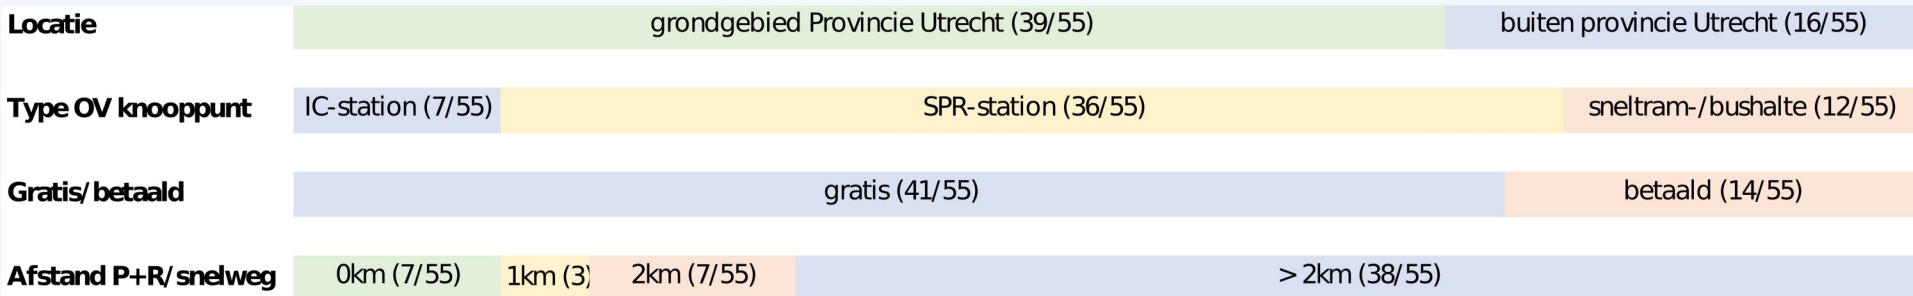 Locatie grondgebied Provincie Utrecht (39/55) buiten provincie Utrecht (16/55)
Type OV knooppunt IC-station (7/55) SPR-station (36/55) sneltram-/bushalte (12/55)
Gratis/betaald gratis (41/55) betaald (14/55)
Afstand P+R/snelweg 0km (7/55) 1km (3) 2km (7/55) > 2km (38/55)